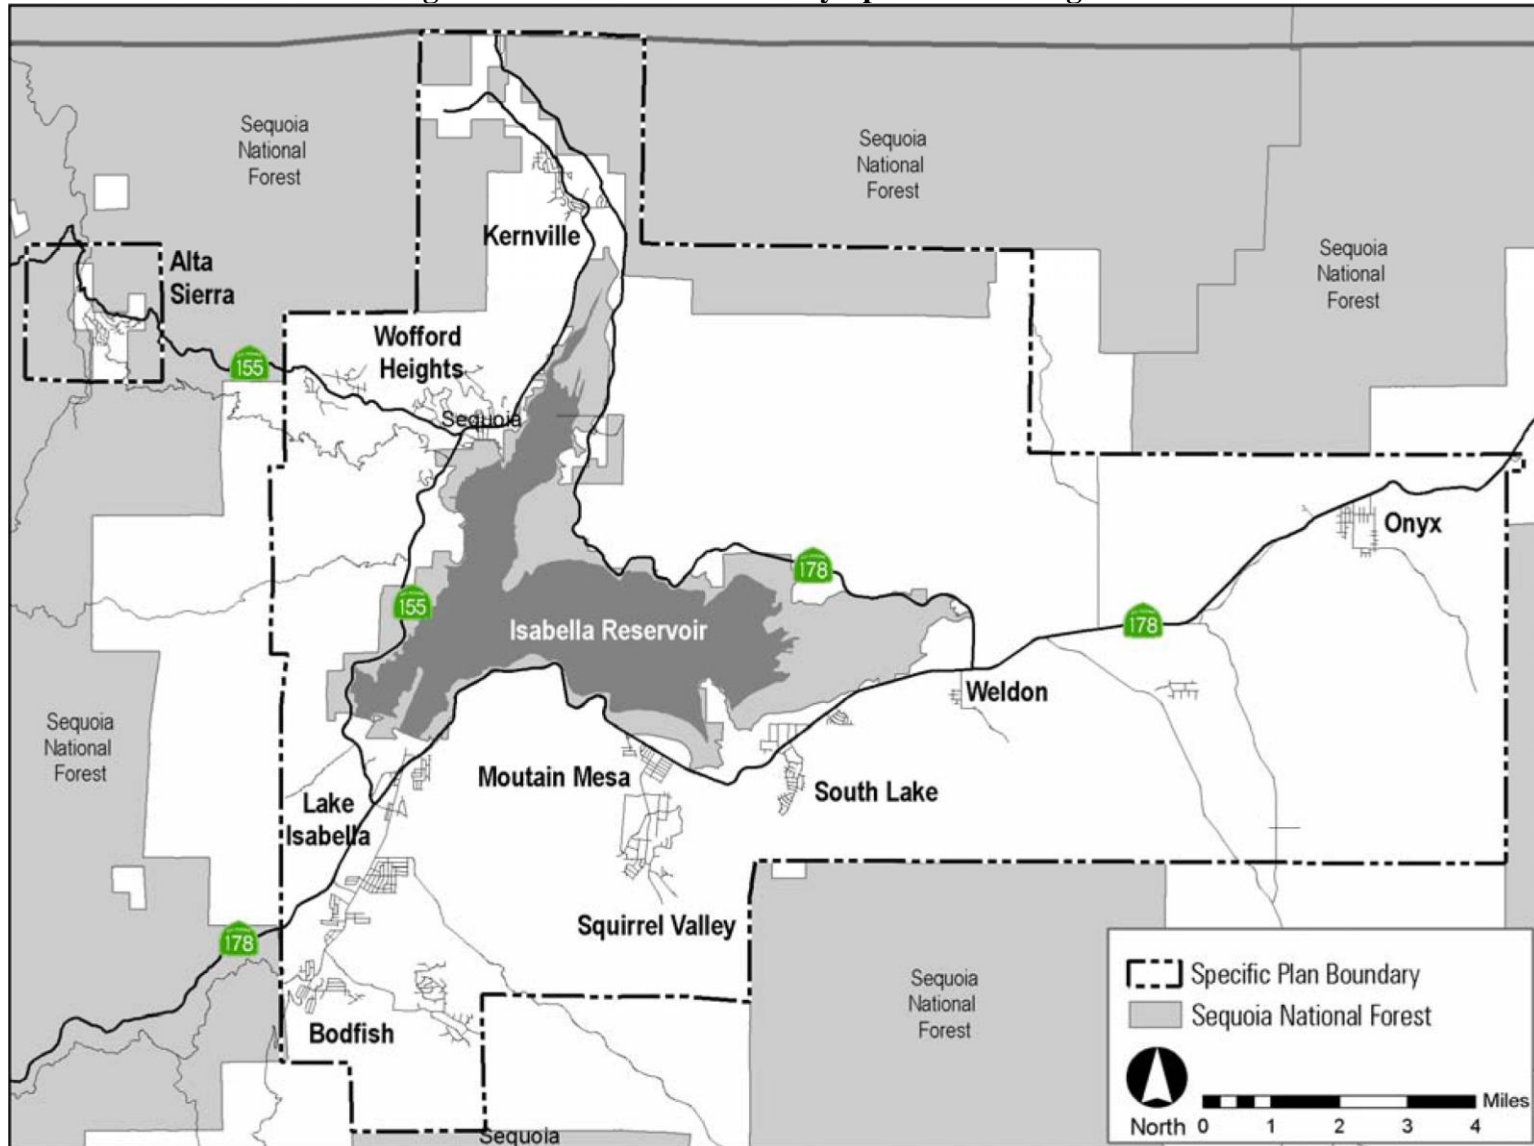 Sequoia
National
Forest
Sequoia
National
Forest
Kernville
Sequoia
National
Forest
Alta
Sierra
Wofford
Heights
155
Sequoia
Onyx
178
155
Isabella Reservoir
178
Weldon
Sequoia
National
Forest
Moutain Mesa
South Lake
Lake
Isabella
Squirrel Valley
178
Sequoia
National
Forest
Bodfish
Specific Plan Boundary
Sequoia National Forest
North
0 1 2 3 4 Miles
Sequoia